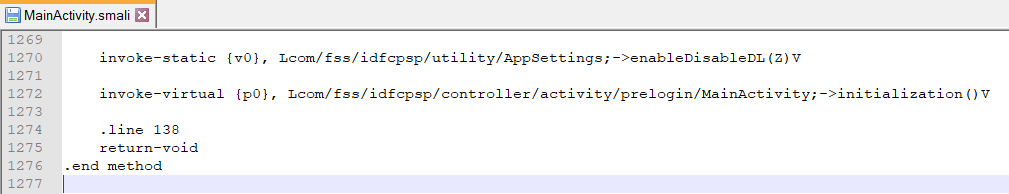 MainActivity.smali
1269
1270 invoke-static {v0}, Lcom/fss/idfcpsp/utility/AppSettings;->enableDisableDL(Z)V
1271
1272 invoke-virtual {p0}, Lcom/fss/idfcpsp/controller/activity/prelogin/MainActivity;->initialization()V
1273
1274 .line 138
1275 return-void
1276 .end method
1277